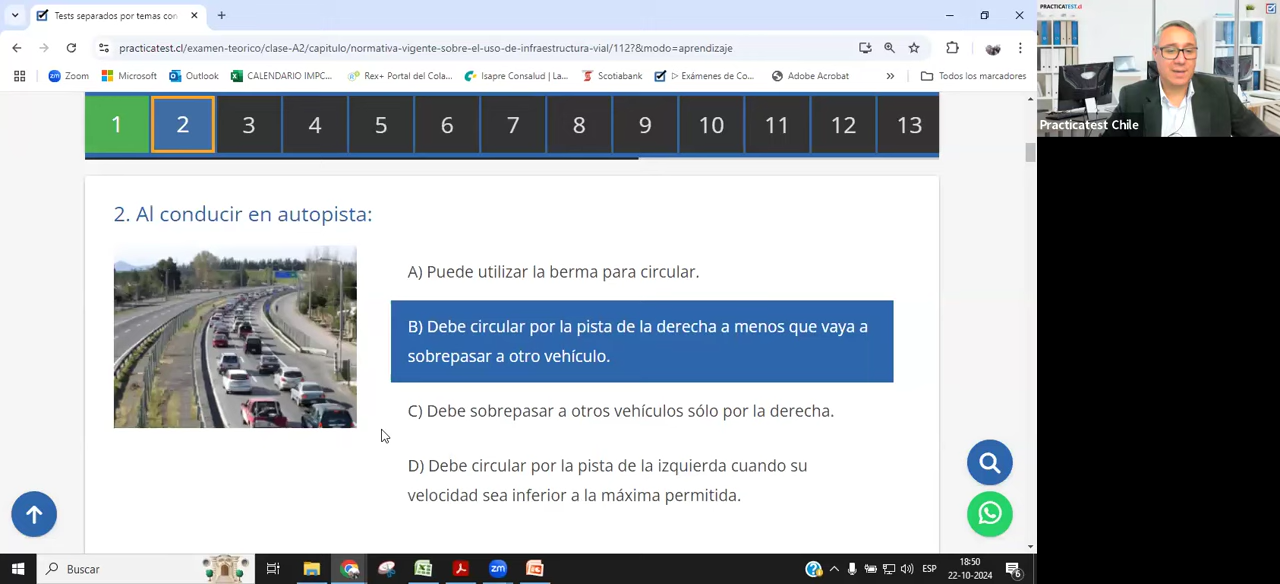 Tests separados por temas con
practicatest.cl/examen-teorico/clase-A2/capitulo/normativa-vigente-sobre-el-uso-de-infraestructura-vial/112?&modo=aprendizaje
Zoom
Microsoft
Outlook
CALENDARIO IMPC...
Rex+ Portal del Cola...
Isapre Consalud | La...
Scotiabank
▷ Exámenes de Co...
Adobe Acrobat
»
Todos los marcadores
PRACTICATEST.cl
Practicatest Chile
1 2 3 4 5 6 7 8 9 10 11 12 13
2. Al conducir en autopista:
A) Puede utilizar la berma para circular.
B) Debe circular por la pista de la derecha a menos que vaya a
sobrepasar a otro vehículo.
C) Debe sobrepasar a otros vehículos sólo por la derecha.
D) Debe circular por la pista de la izquierda cuando su
velocidad sea inferior a la máxima permitida.
Buscar
ESP
18:50
22-10-2024
6